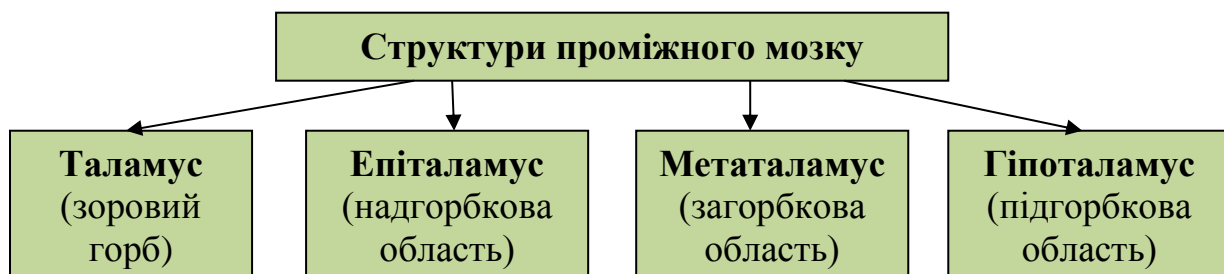 Структури проміжного мозку
Таламус
(зоровий
горб)
Епіталамус
(надгорбкова
область)
Метаталамус
(загорбкова
область)
Гіпоталамус
(підгорбкова
область)